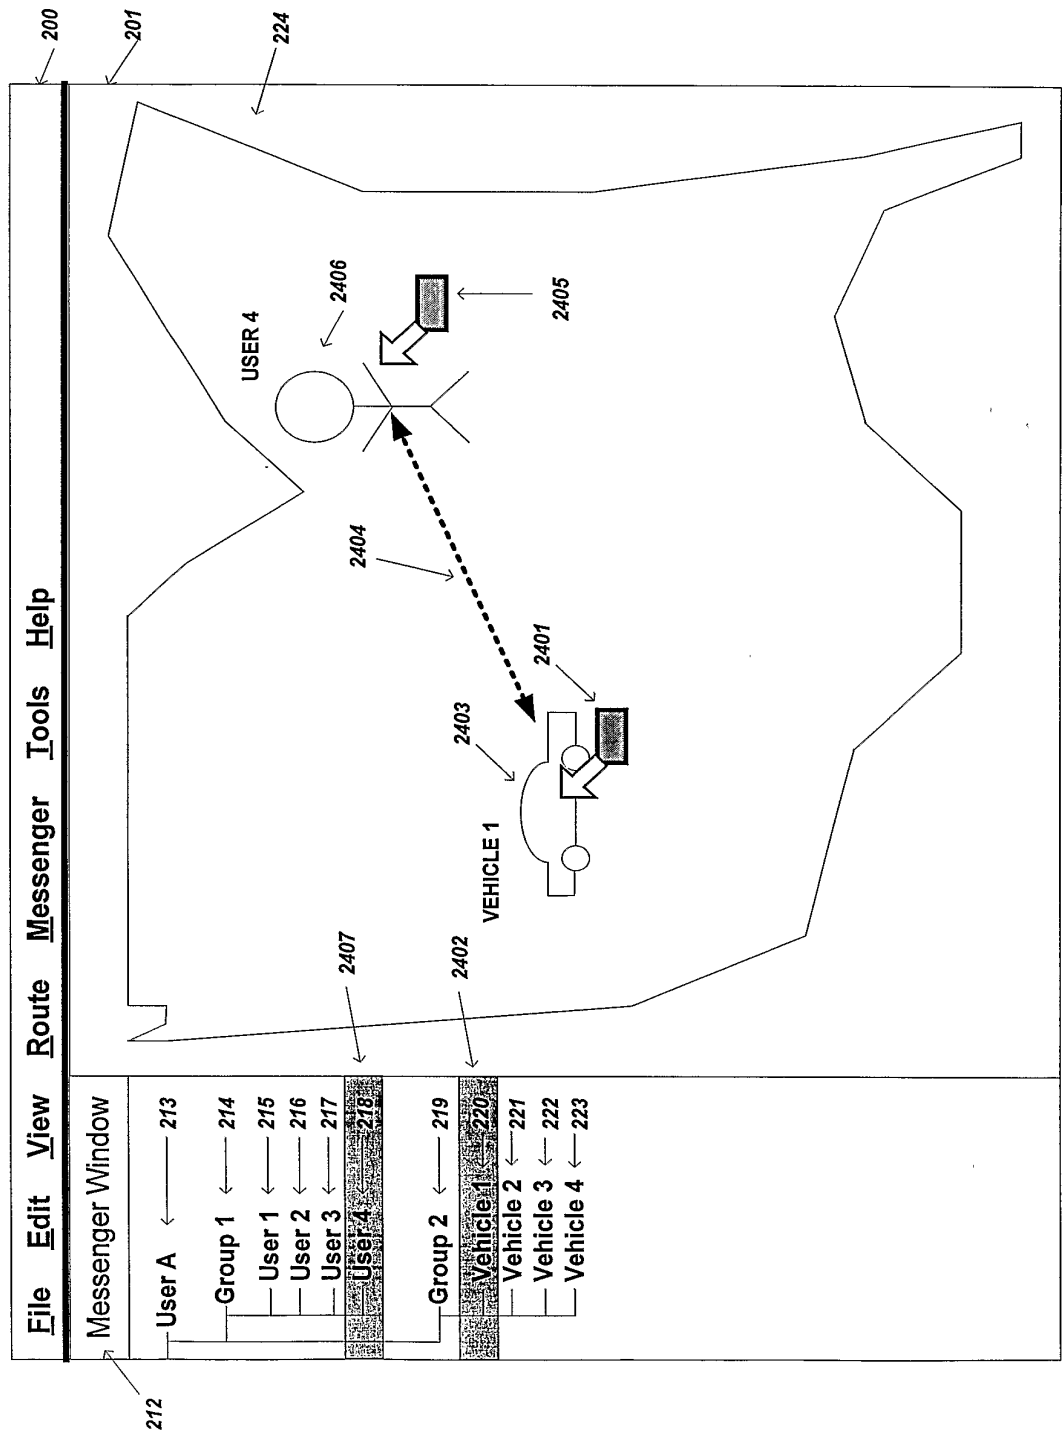 File Edit View Route Messenger Tools Help
200
Messenger Window
201
212
User A
213
224
Group 1
214
User 1
215
User 2
216
User 3
217
User 4
218
2407
Group 2
219
Vehicle 1
220
2402
Vehicle 2
221
Vehicle 3
222
Vehicle 4
223
USER 4
2406
2404
2405
2403
VEHICLE 1
2401